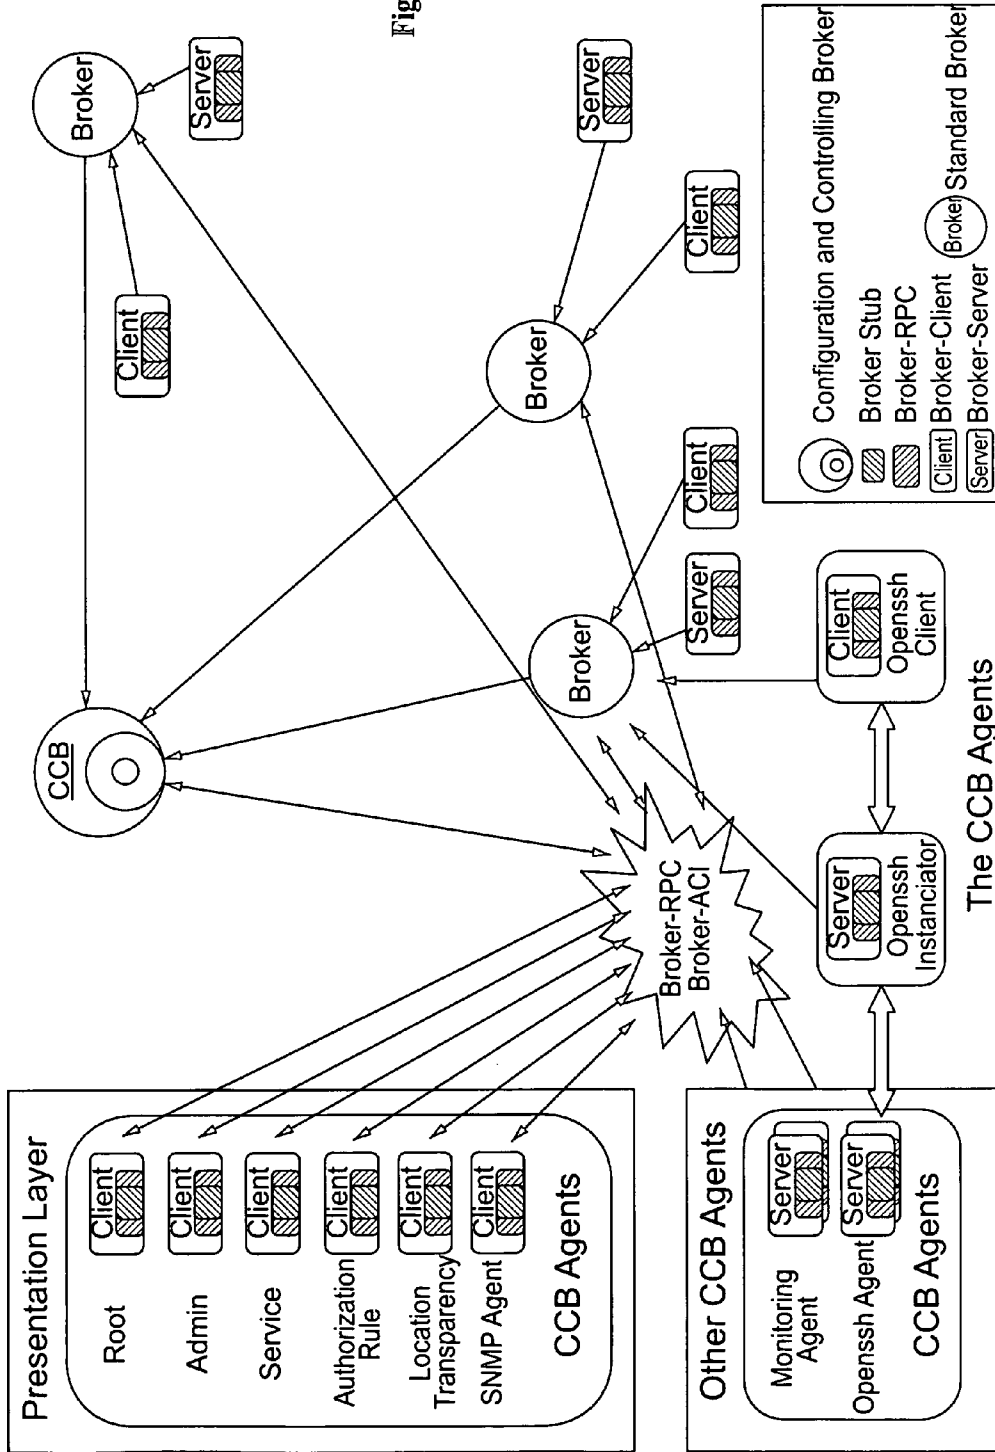 Presentation Layer
Root
Client
Admin
Client
Service
Client
Authorization
Rule
Client
Location
Transparency
Client
SNMP Agent
Client
CCB Agents
Other CCB Agents
Monitoring
Agent
Server
Openssh Agent
Server
CCB Agents
CCB
Broker-RPC
Broker-ACI
Broker
Client
Server
Broker
Server
Client
Broker
Server
Client
Server
Openssh
Instanciator
Client
Openssh
Client
The CCB Agents
Fig
Configuration and Controlling Broker
Broker Stub
Broker-RPC
Client Broker-Client
Broker Standard Broker
Server Broker-Server